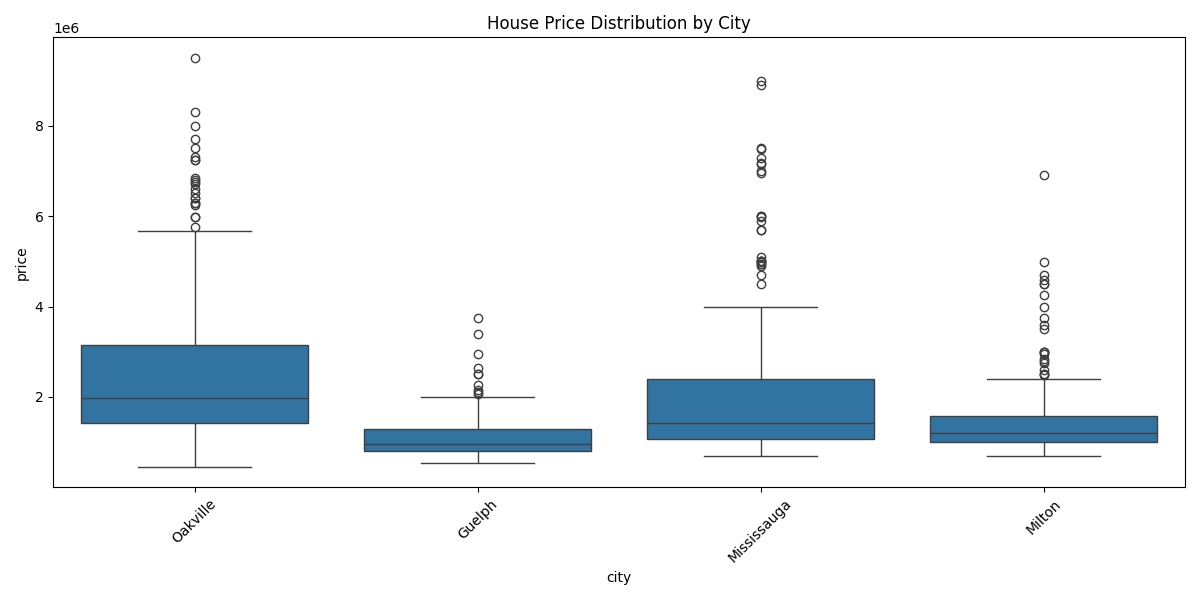 House Price Distribution by City
1e6
8
6
4
2
price
Oakville
Guelph
Mississauga
Milton
city